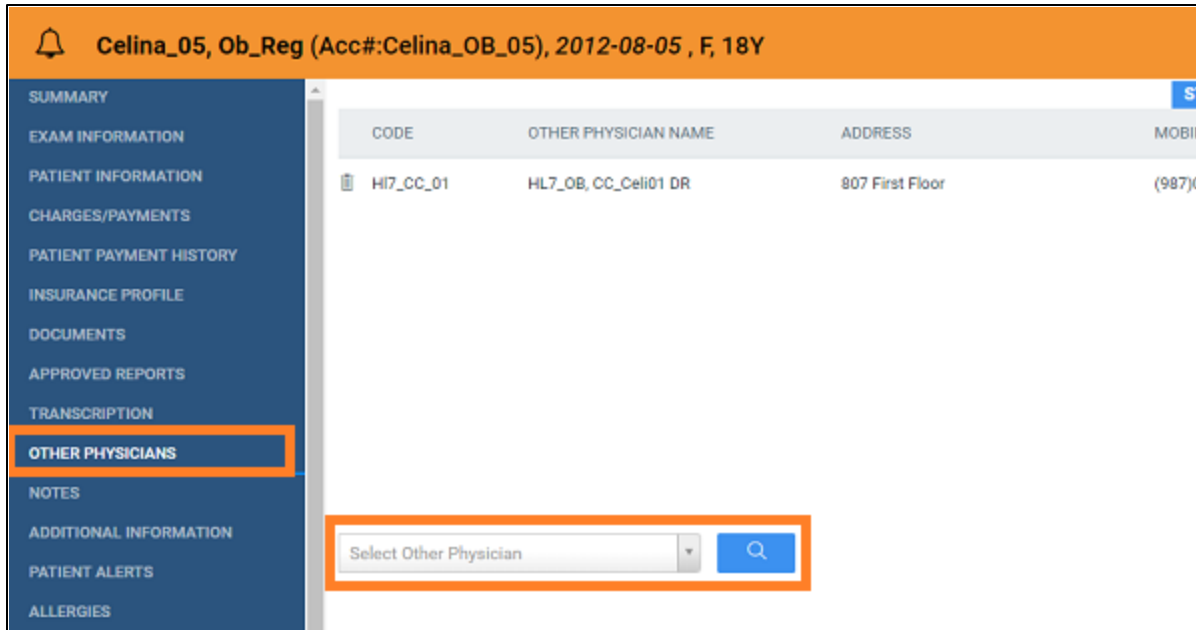 Celina_05, Ob_Reg (Acc#:Celina_OB_05), 2012-08-05 , F, 18Y
SUMMARY
EXAM INFORMATION
PATIENT INFORMATION
CHARGES/PAYMENTS
PATIENT PAYMENT HISTORY
INSURANCE PROFILE
DOCUMENTS
APPROVED REPORTS
TRANSCRIPTION
OTHER PHYSICIANS
NOTES
ADDITIONAL INFORMATION
PATIENT ALERTS
ALLERGIES
CODE OTHER PHYSICIAN NAME ADDRESS
Hl7_CC_01 HL7_OB, CC_Celi01 DR 807 First Floor
Select Other Physician